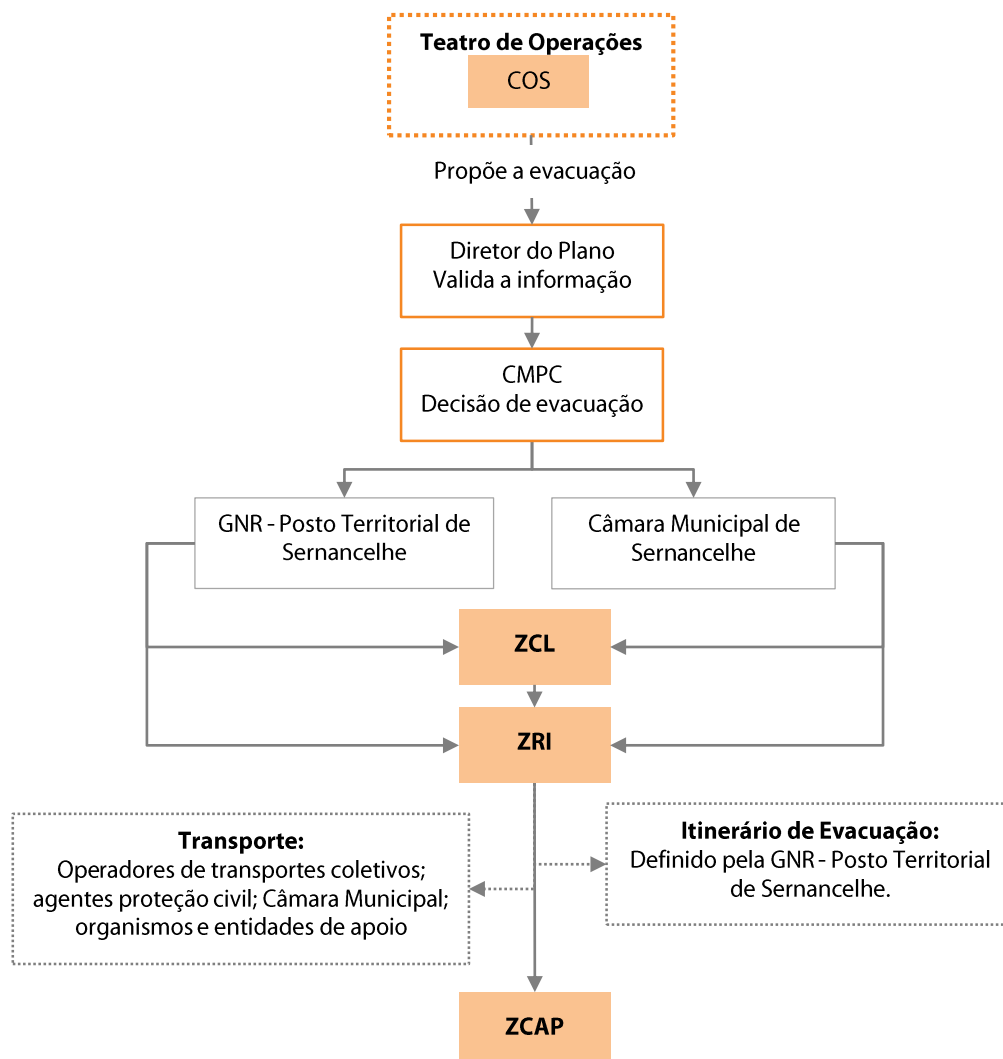 Teatro de Operações
COS
Propõe a evacuação
Diretor do Plano
Valida a informação
CMPC
Decisão de evacuação
GNR - Posto Territorial de
Sernancelhe
Câmara Municipal de
Sernancelhe
ZCL
ZRI
Transporte:
Operadores de transportes coletivos;
agentes proteção civil; Câmara Municipal;
organismos e entidades de apoio
Itinerário de Evacuação:
Definido pela GNR - Posto Territorial
de Sernancelhe.
ZCAP